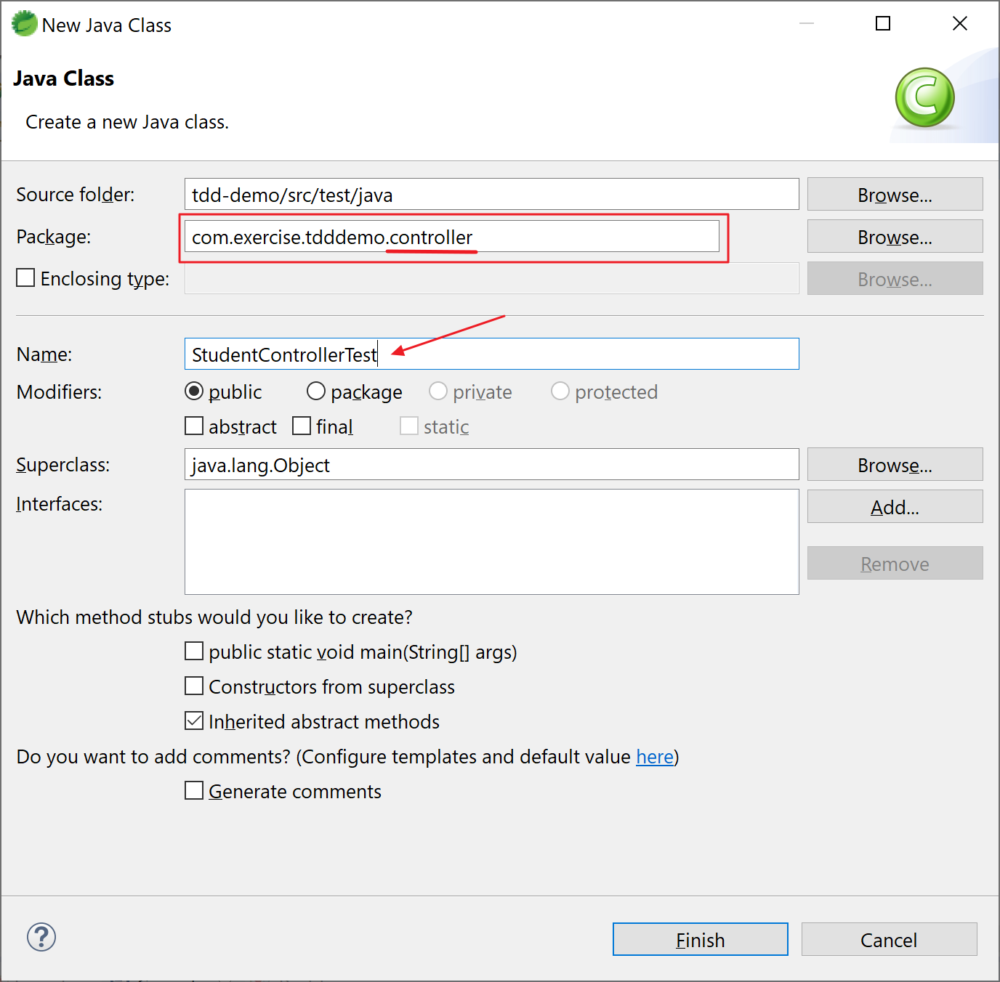 New Java Class
Java Class
Create a new Java class.
Source folder: tdd-demo/src/test/java Browse...
Package: com.exercise.tdddemo.controller Browse...
Enclosing type: Browse...
Name: StudentControllerTest
Modifiers: public package private protected
abstract final static
Superclass: java.lang.Object Browse...
Interfaces: Add...
Remove
Which method stubs would you like to create?
public static void main(String[] args)
Constructors from superclass
Inherited abstract methods
Do you want to add comments? (Configure templates and default value here)
Generate comments
? Finish Cancel